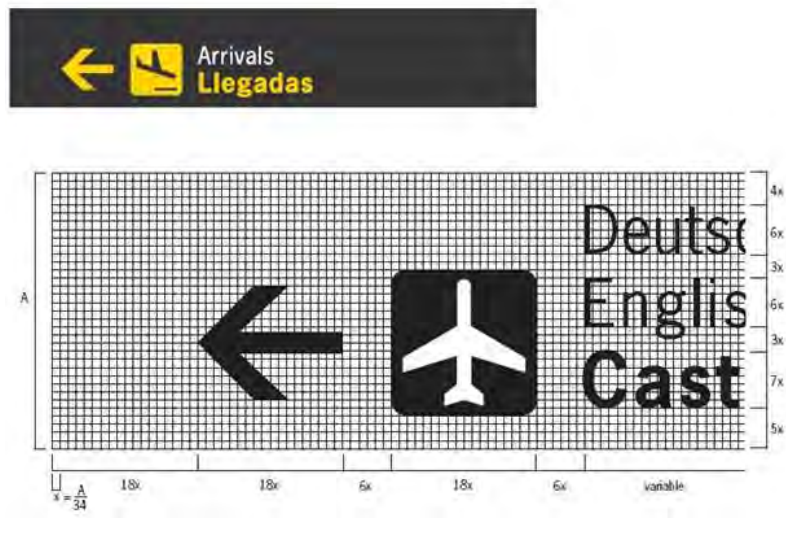 Arrivals
Llegadas
4x
Deutsc
6x
3x
A
Englis
6x
3x
Cast
7x
5x
x = A/34
18x
18x
6x
18x
6x
variable